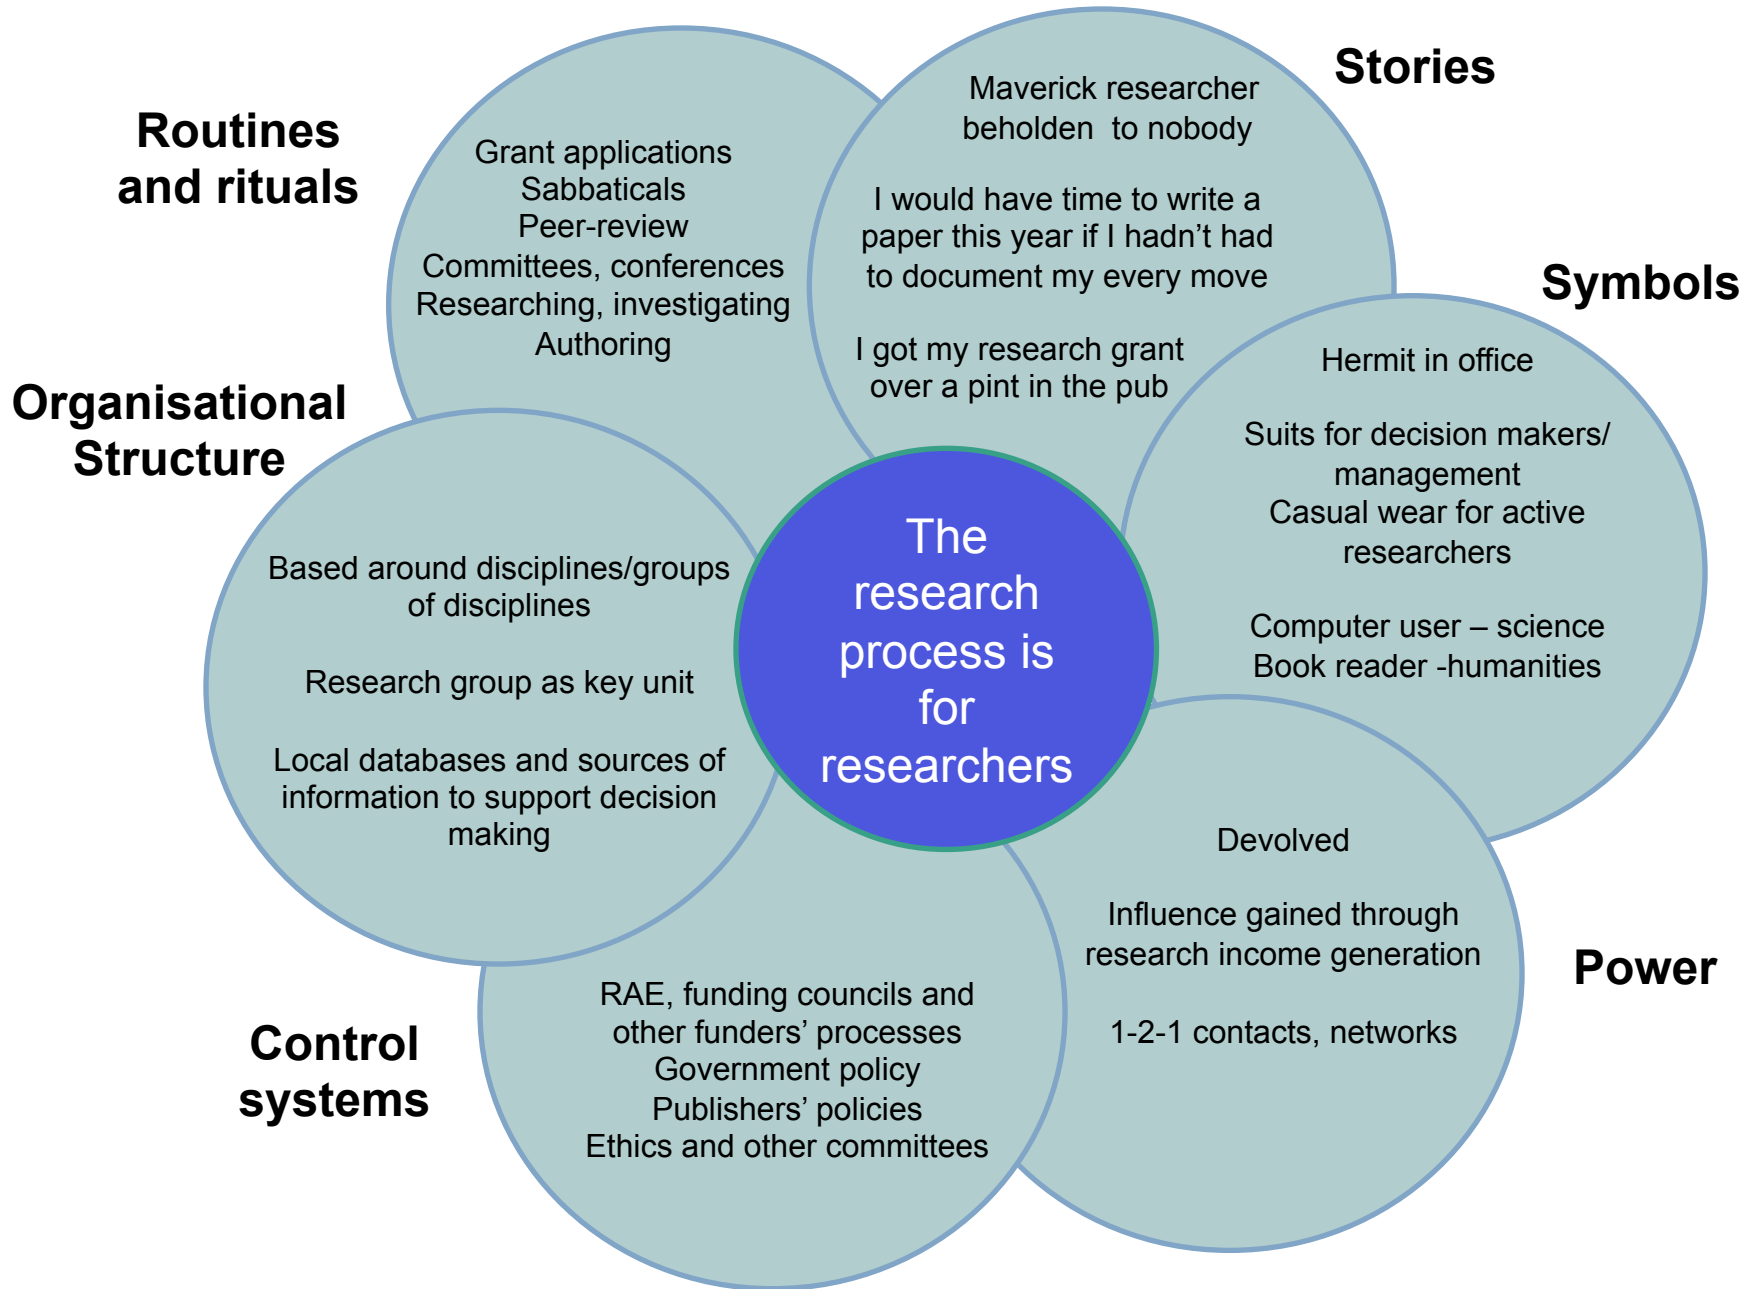 Routines
and rituals
Grant applications
Sabbaticals
Peer-review
Committees, conferences
Researching, investigating
Authoring
Stories
Maverick researcher
beholden  to nobody
I would have time to write a
paper this year if I hadn’t had
to document my every move
I got my research grant
over a pint in the pub
Symbols
Hermit in office
Suits for decision makers/
management
Casual wear for active
researchers
Computer user – science
Book reader -humanities
Organisational
Structure
Based around disciplines/groups
of disciplines
Research group as key unit
Local databases and sources of
information to support decision
making
The
research
process is
for
researchers
Power
Devolved
Influence gained through
research income generation
1-2-1 contacts, networks
Control
systems
RAE, funding councils and
other funders’ processes
Government policy
Publishers’ policies
Ethics and other committees